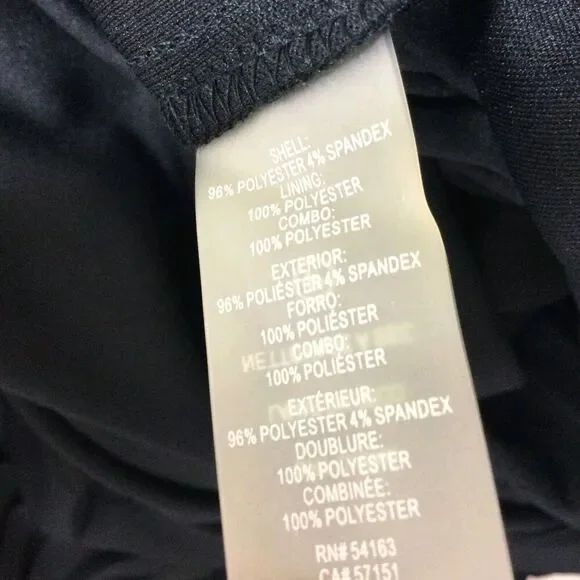 SHELL:
96% POLYESTER 4% SPANDEX
LINING:
100% POLYESTER
COMBO:
100% POLYESTER
EXTERIOR:
96% POLIÉSTER 4% SPANDEX
FORRO:
100% POLIÉSTER
COMBO:
100% POLIÉSTER
EXTÉRIEUR:
96% POLYESTER 4% SPANDEX
DOUBLURE:
100% POLYESTER
COMBINÉE:
100% POLYESTER
RN# 54163
CA# 57151